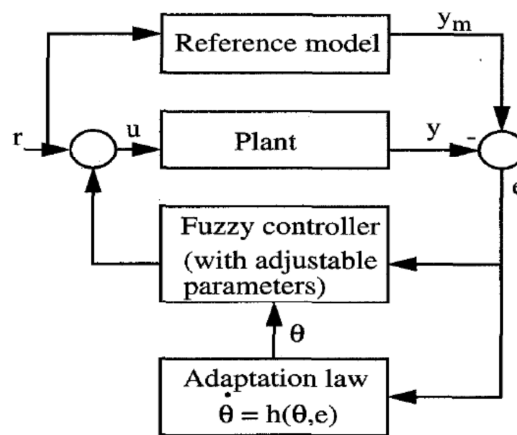 Reference model
y_m
r
u
Plant
y
-
e
Fuzzy controller
(with adjustable
parameters)
θ
Adaptation law
θ̇ = h(θ,e)